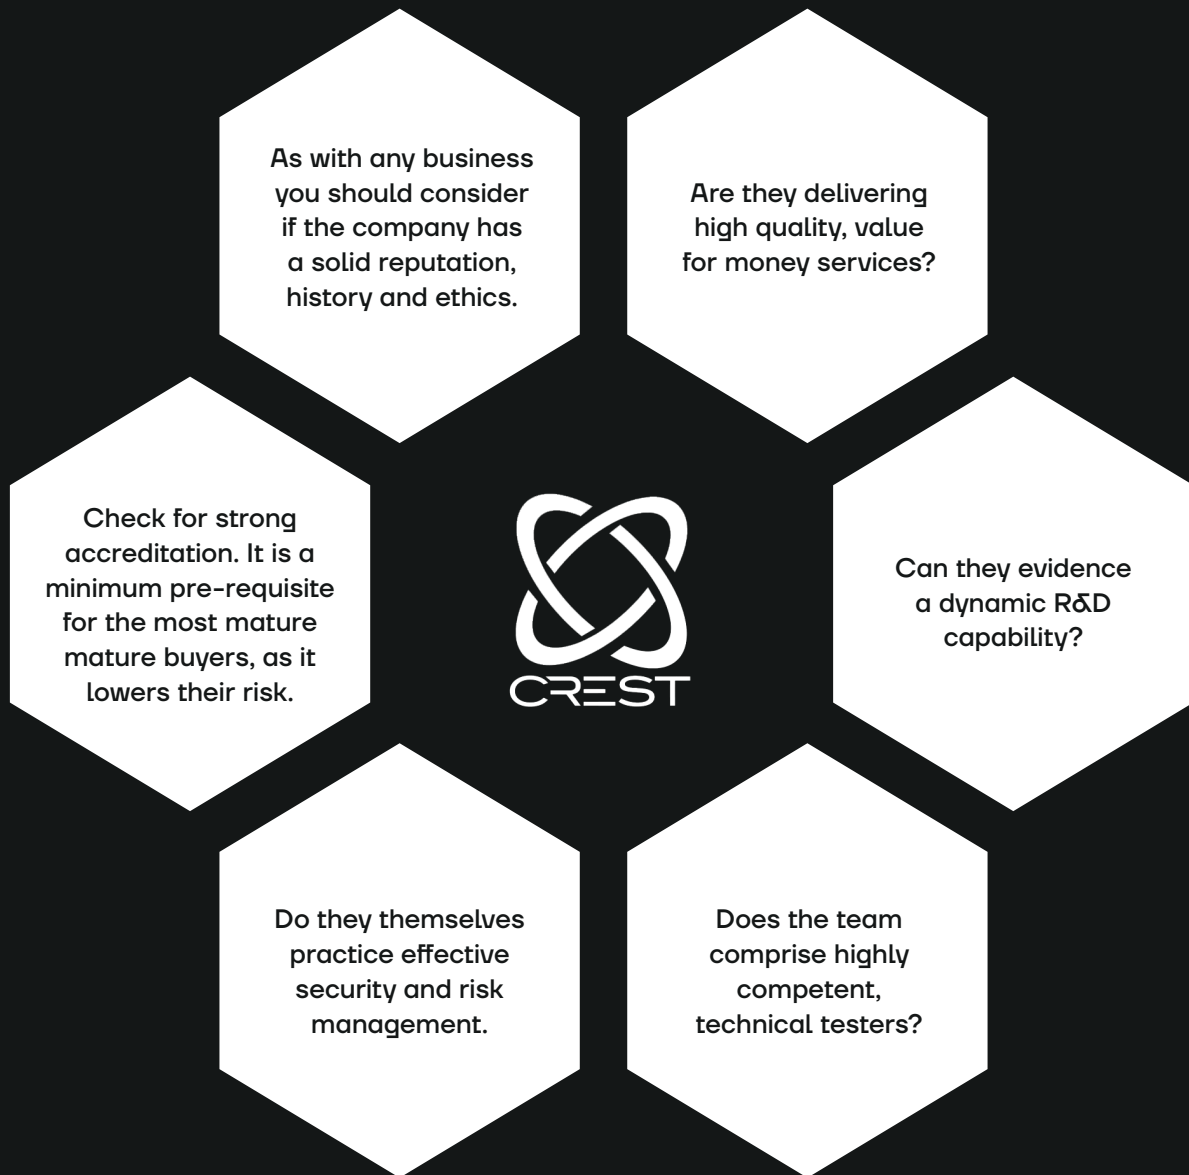 As with any business
you should consider
if the company has
a solid reputation,
history and ethics.
Are they delivering
high quality, value
for money services?
Check for strong
accreditation. It is a
minimum pre-requisite
for the most mature
mature buyers, as it
lowers their risk.
CREST
Can they evidence
a dynamic R&D
capability?
Do they themselves
practice effective
security and risk
management.
Does the team
comprise highly
competent,
technical testers?